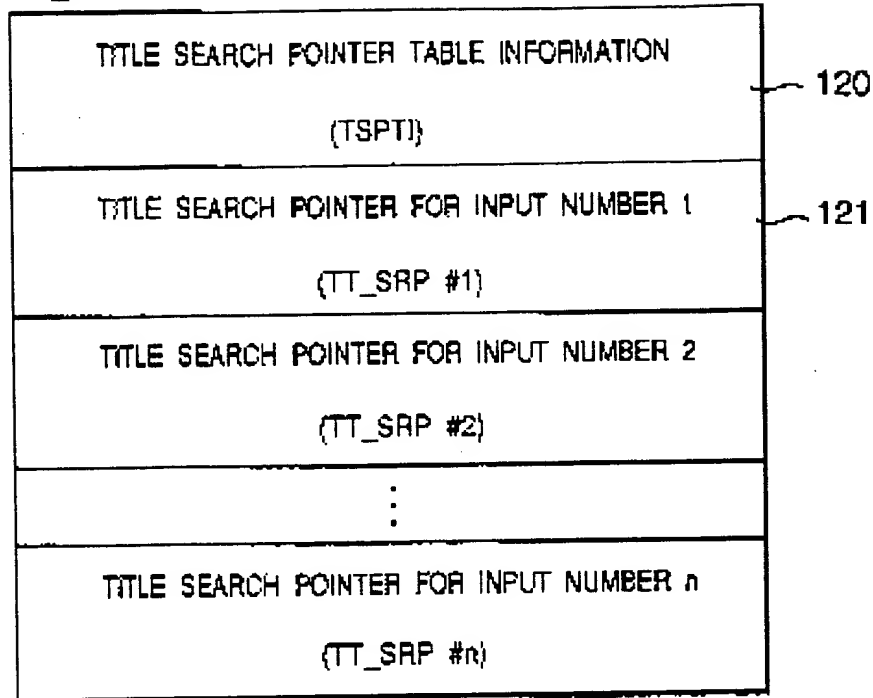 TITLE SEARCH POINTER TABLE INFORMATION
(TSPTI)
120
TITLE SEARCH POINTER FOR INPUT NUMBER 1
121
(TT_SRP #1)
TITLE SEARCH POINTER FOR INPUT NUMBER 2
(TT_SRP #2)
⋮
TITLE SEARCH POINTER FOR INPUT NUMBER n
(TT_SRP #n)